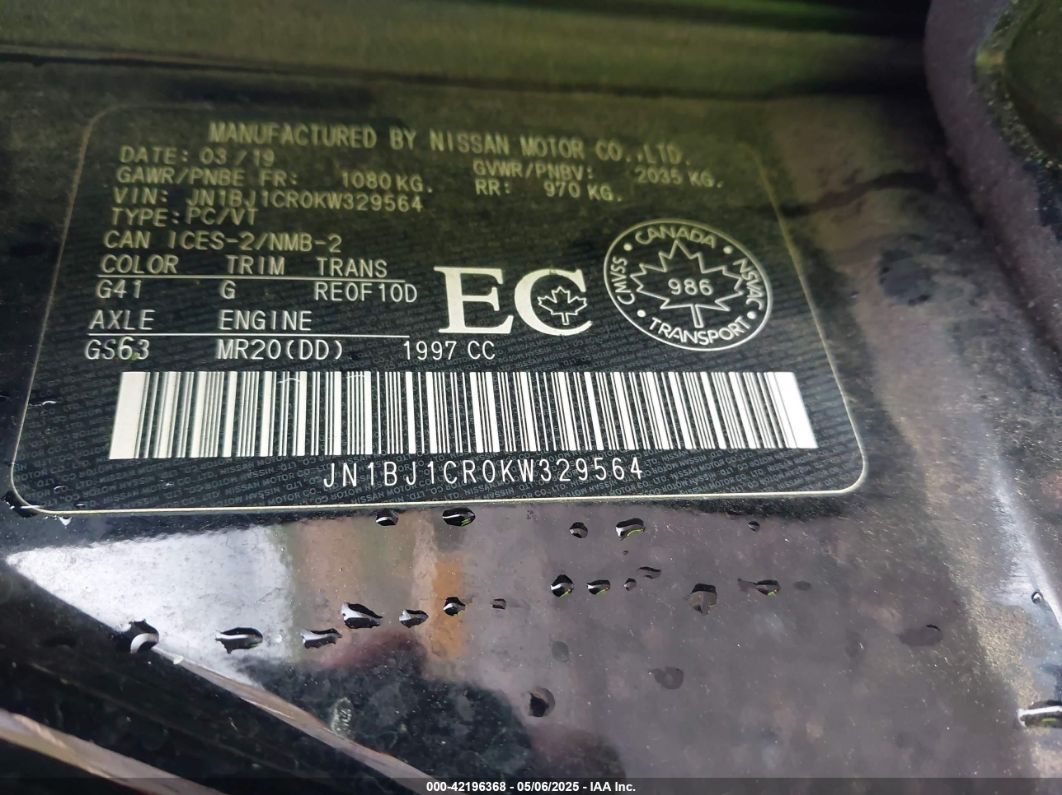 MANUFACTURED BY NISSAN MOTOR CO.,LTD.
DATE: 03/19
GVWR/PNBV: 2035 KG.
GAWR/PNBE FR: 1080 KG. RR: 970 KG.
VIN: JN1BJ1CR0KW329564
TYPE: PC/VT
CAN ICES-2/NMB-2
COLOR TRIM TRANS
G41 G RE0F10D
AXLE ENGINE
GS63 MR20(DD) 1997 CC
EC
CANADA
CMVSS 986 NSVAC
TRANSPORT
JN1BJ1CR0KW329564
000-42196368 - 05/06/2025 - IAA Inc.